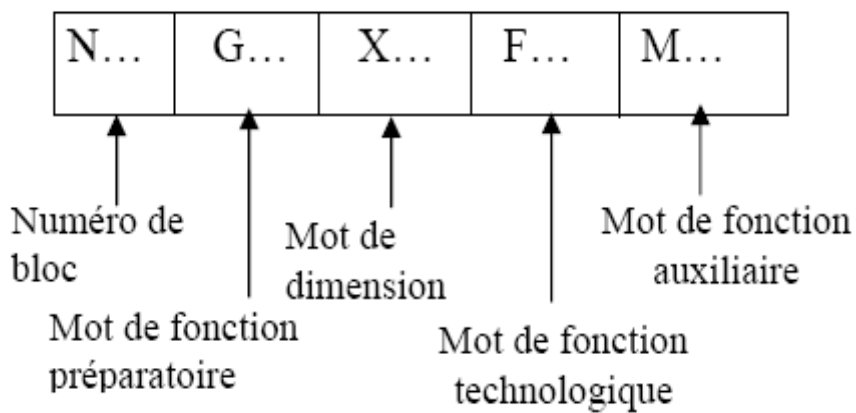 N... G... X... F... M...
Numéro de
bloc
Mot de fonction
préparatoire
Mot de
dimension
Mot de fonction
technologique
Mot de fonction
auxiliaire